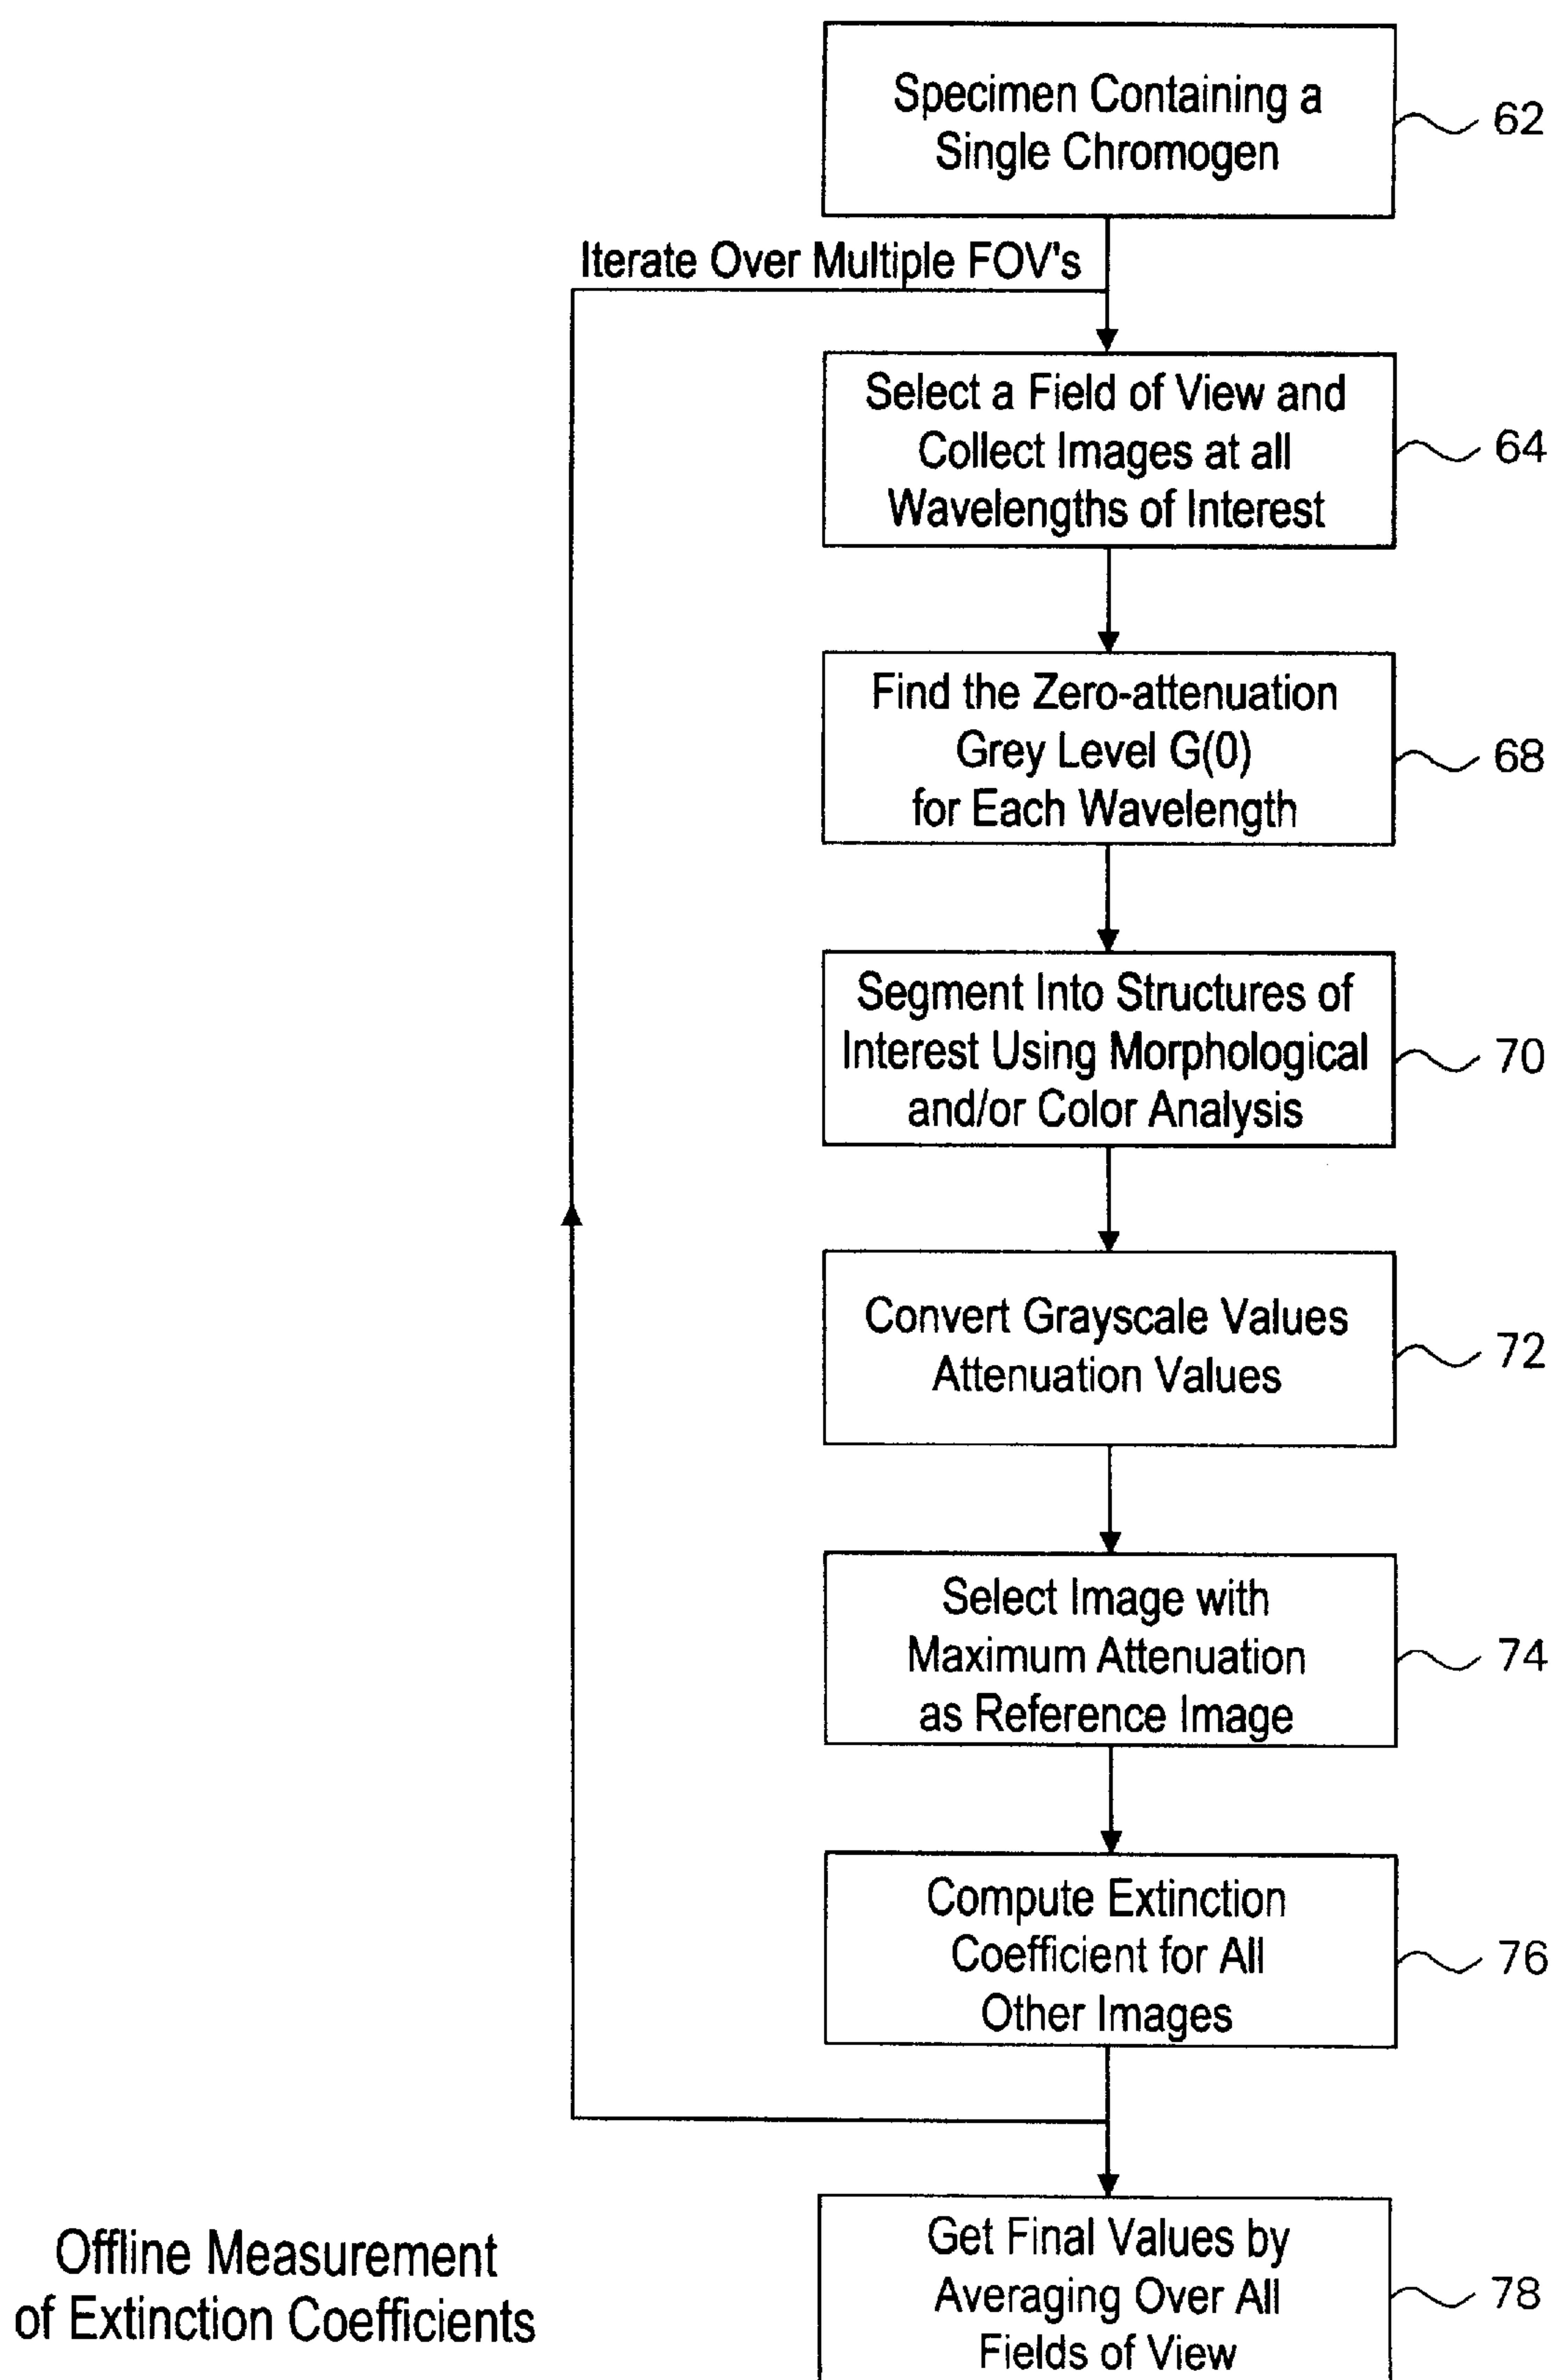 Specimen Containing a
Single Chromogen
62
Iterate Over Multiple FOV's
Select a Field of View and
Collect Images at all
Wavelengths of Interest
64
Find the Zero-attenuation
Grey Level G(0)
for Each Wavelength
68
Segment Into Structures of
Interest Using Morphological
and/or Color Analysis
70
Convert Grayscale Values
Attenuation Values
72
Select Image with
Maximum Attenuation
as Reference Image
74
Compute Extinction
Coefficient for All
Other Images
76
Get Final Values by
Averaging Over All
Fields of View
78
Offline Measurement
of Extinction Coefficients